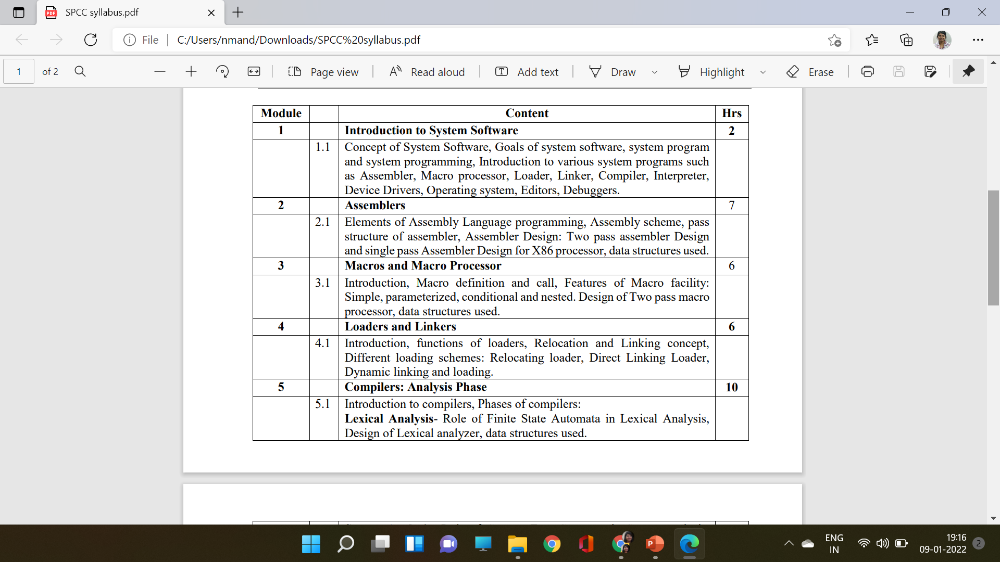 SPCC syllabus.pdf
File
C:/Users/nmand/Downloads/SPCC%20syllabus.pdf
1 of 2
Page view
Read aloud
Add text
Draw
Highlight
Erase
Module Content Hrs
1 Introduction to System Software 2
1.1 Concept of System Software, Goals of system software, system program
and system programming, Introduction to various system programs such
as Assembler, Macro processor, Loader, Linker, Compiler, Interpreter,
Device Drivers, Operating system, Editors, Debuggers.
2 Assemblers 7
2.1 Elements of Assembly Language programming, Assembly scheme, pass
structure of assembler, Assembler Design: Two pass assembler Design
and single pass Assembler Design for X86 processor, data structures used.
3 Macros and Macro Processor 6
3.1 Introduction, Macro definition and call, Features of Macro facility:
Simple, parameterized, conditional and nested. Design of Two pass macro
processor, data structures used.
4 Loaders and Linkers 6
4.1 Introduction, functions of loaders, Relocation and Linking concept,
Different loading schemes: Relocating loader, Direct Linking Loader,
Dynamic linking and loading.
5 Compilers: Analysis Phase 10
5.1 Introduction to compilers, Phases of compilers:
Lexical Analysis- Role of Finite State Automata in Lexical Analysis,
Design of Lexical analyzer, data structures used.
ENG
IN
19:16
09-01-2022
2